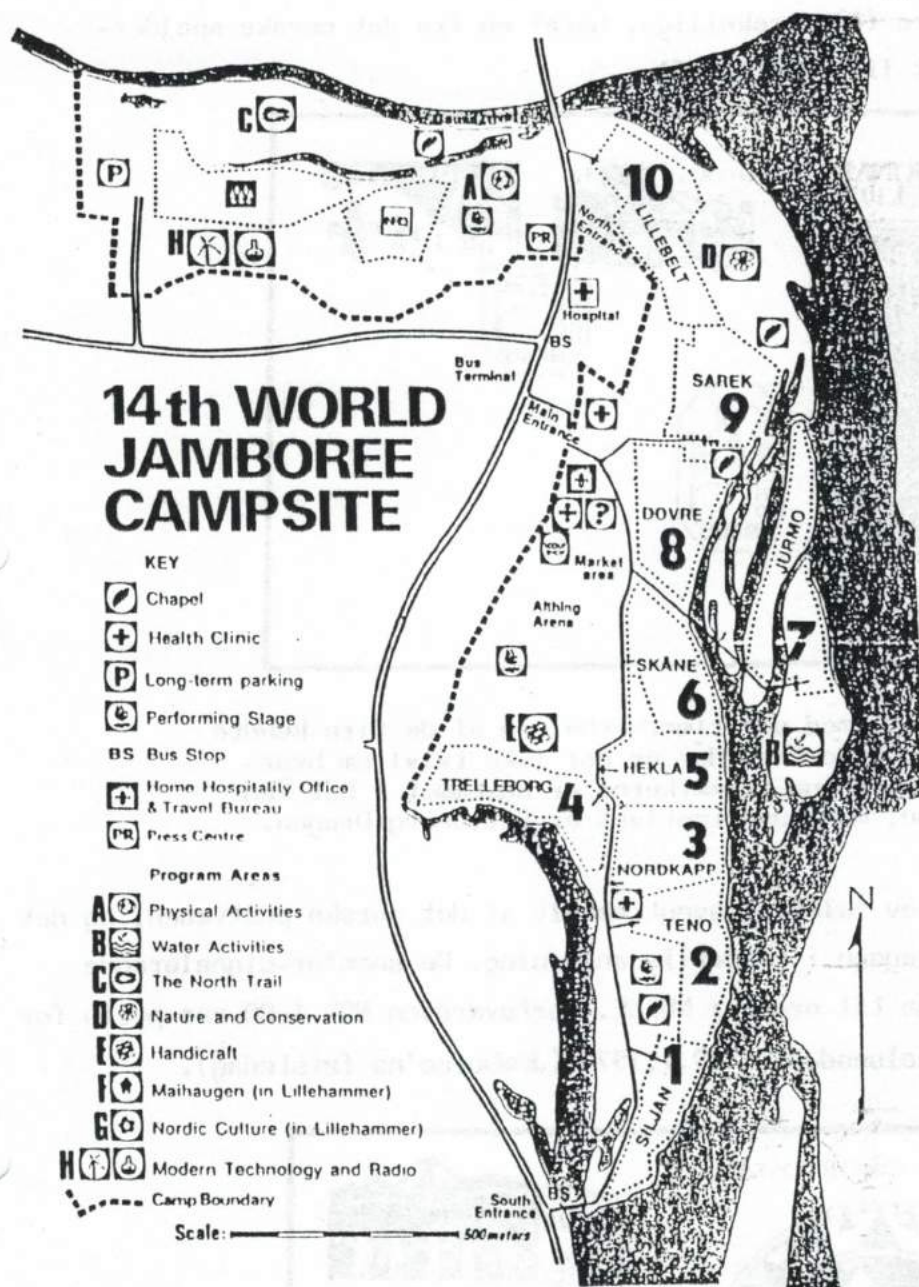 C
P
A
H
PR
10
LILLEBELT
North-west
Entrance
D
Hospital
BS
Bus
Terminal
Main
Entrance
SAREK
9
14th WORLD
JAMBOREE
CAMPSITE
DOVRE
8
?
Market
area
Althing
Arena
JURMO
7
SKÅNE
6
HEKLA
5
TRELLEBORG
4
3
NORDKAPP
B
TENO
2
1
SILJAN
N
BS
South
Entrance
KEY
Chapel
Health Clinic
P Long-term parking
Performing Stage
BS Bus Stop
Home Hospitality Office
& Travel Bureau
PR Press Centre
Program Areas
A Physical Activities
B Water Activities
C The North Trail
D Nature and Conservation
E Handicraft
F Maihaugen (in Lillehammer)
G Nordic Culture (in Lillehammer)
H Modern Technology and Radio
Camp Boundary
Scale: 500 meters